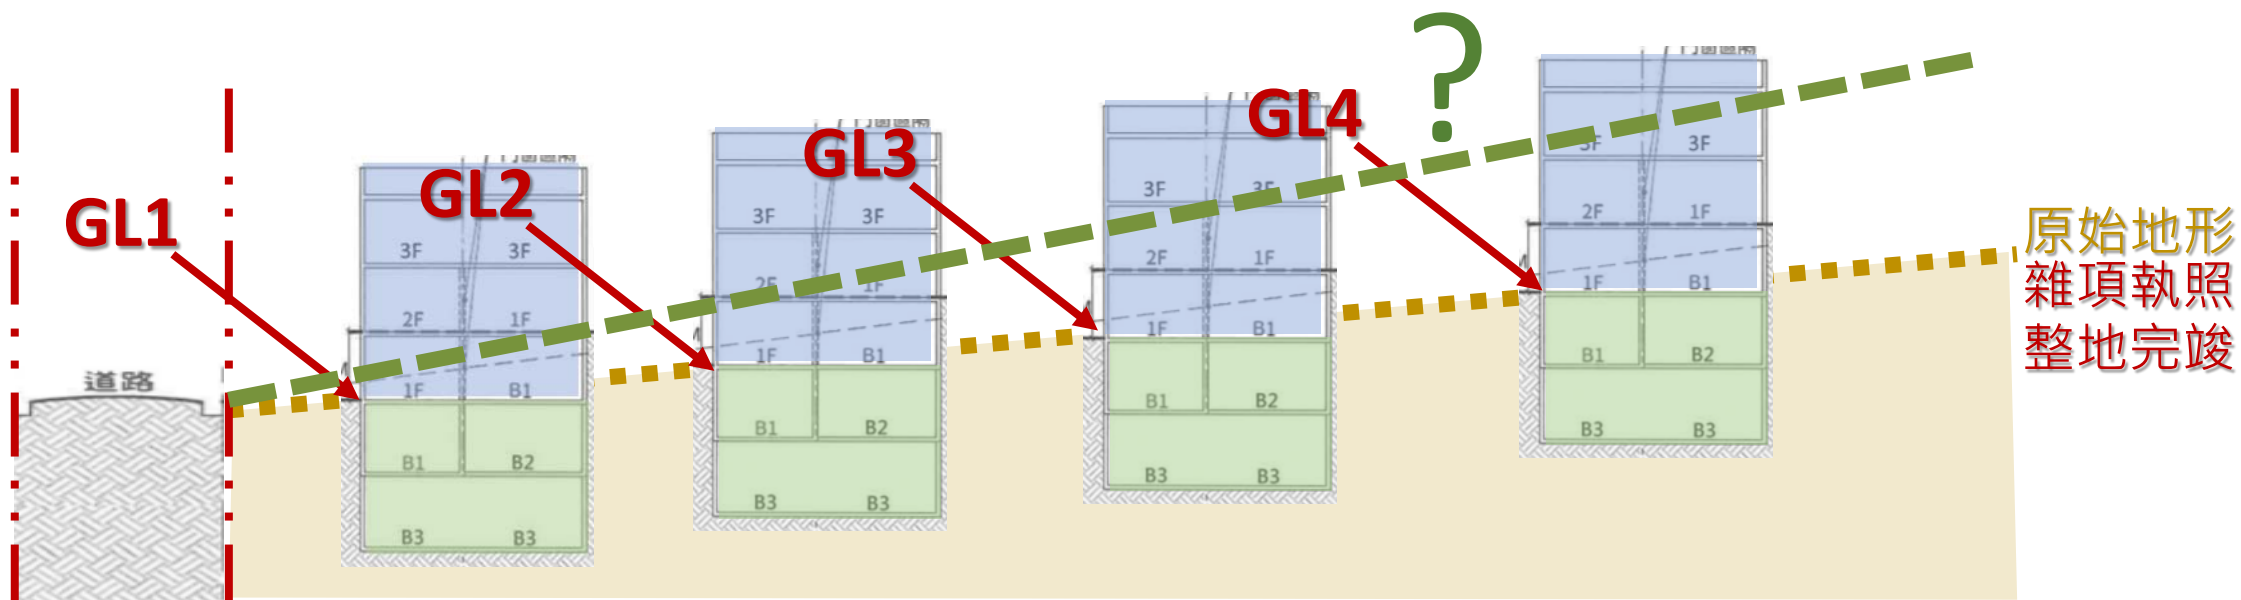 ?
GL1
GL2
GL3
GL4
道路
原始地形
雜項執照
整地完竣
3F 3F
2F 1F
1F B1
B1 B2
B3 B3
3F 3F
2F 1F
1F B1
B1 B2
B3 B3
3F 3F
2F 1F
1F B1
B1 B2
B3 B3
3F 3F
2F 1F
1F B1
B1 B2
B3 B3